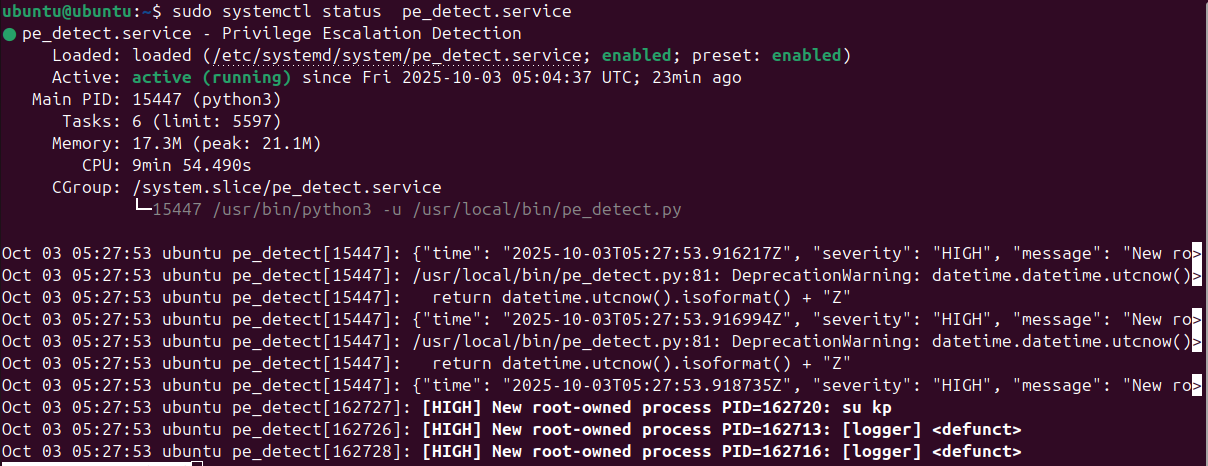 ubuntu@ubuntu:~$ sudo systemctl status  pe_detect.service
● pe_detect.service - Privilege Escalation Detection
     Loaded: loaded (/etc/systemd/system/pe_detect.service; enabled; preset: enabled)
     Active: active (running) since Fri 2025-10-03 05:04:37 UTC; 23min ago
   Main PID: 15447 (python3)
      Tasks: 6 (limit: 5597)
     Memory: 17.3M (peak: 21.1M)
        CPU: 9min 54.490s
     CGroup: /system.slice/pe_detect.service
             └─15447 /usr/bin/python3 -u /usr/local/bin/pe_detect.py
Oct 03 05:27:53 ubuntu pe_detect[15447]: {"time": "2025-10-03T05:27:53.916217Z", "severity": "HIGH", "message": "New ro>
Oct 03 05:27:53 ubuntu pe_detect[15447]: /usr/local/bin/pe_detect.py:81: DeprecationWarning: datetime.datetime.utcnow()>
Oct 03 05:27:53 ubuntu pe_detect[15447]:   return datetime.utcnow().isoformat() + "Z"
Oct 03 05:27:53 ubuntu pe_detect[15447]: {"time": "2025-10-03T05:27:53.916994Z", "severity": "HIGH", "message": "New ro>
Oct 03 05:27:53 ubuntu pe_detect[15447]: /usr/local/bin/pe_detect.py:81: DeprecationWarning: datetime.datetime.utcnow()>
Oct 03 05:27:53 ubuntu pe_detect[15447]:   return datetime.utcnow().isoformat() + "Z"
Oct 03 05:27:53 ubuntu pe_detect[15447]: {"time": "2025-10-03T05:27:53.918735Z", "severity": "HIGH", "message": "New ro>
Oct 03 05:27:53 ubuntu pe_detect[162727]: [HIGH] New root-owned process PID=162720: su kp
Oct 03 05:27:53 ubuntu pe_detect[162726]: [HIGH] New root-owned process PID=162713: [logger] <defunct>
Oct 03 05:27:53 ubuntu pe_detect[162728]: [HIGH] New root-owned process PID=162716: [logger] <defunct>